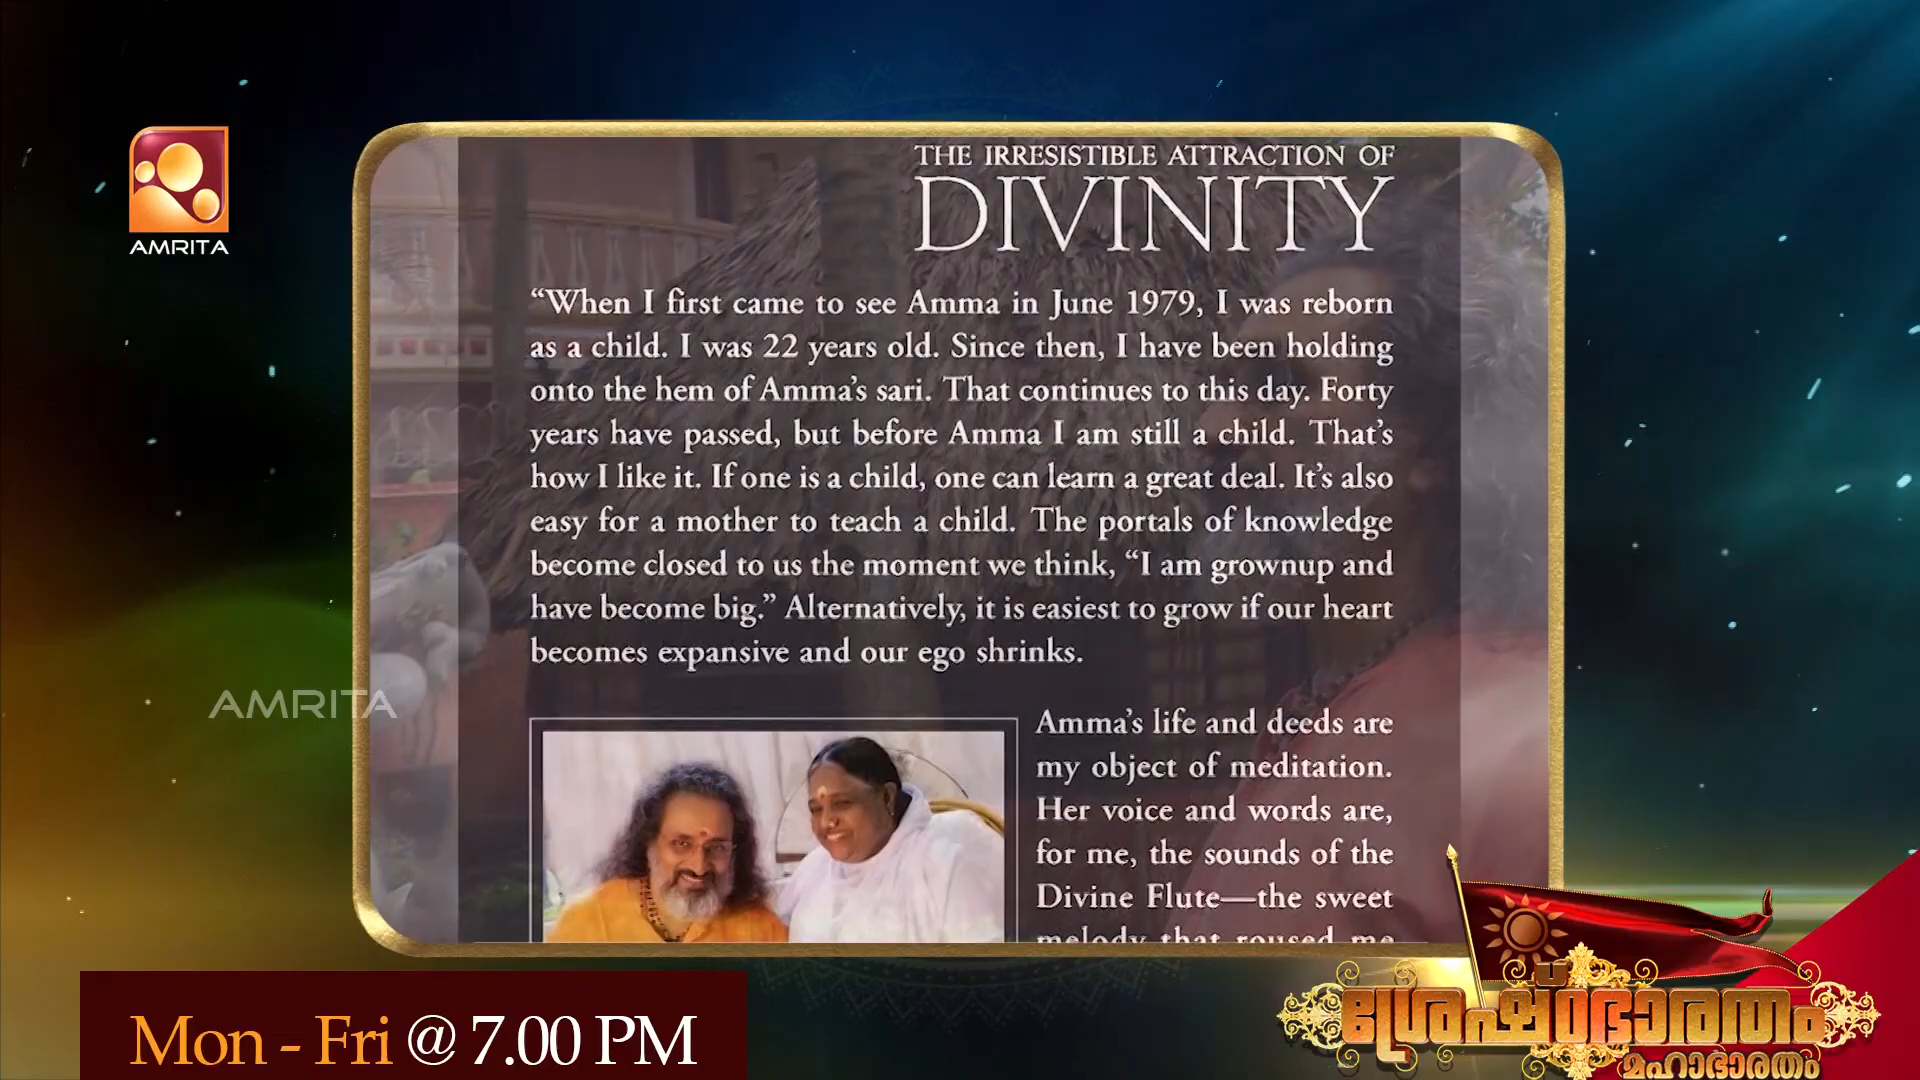 AMRITA
THE IRRESISTIBLE ATTRACTION OF
DIVINITY
“When I first came to see Amma in June 1979, I was reborn
as a child. I was 22 years old. Since then, I have been holding
onto the hem of Amma’s sari. That continues to this day. Forty
years have passed, but before Amma I am still a child. That’s
how I like it. If one is a child, one can learn a great deal. It’s also
easy for a mother to teach a child. The portals of knowledge
become closed to us the moment we think, “I am grownup and
have become big.” Alternatively, it is easiest to grow if our heart
becomes expansive and our ego shrinks.
Amma’s life and deeds are
my object of meditation.
Her voice and words are,
for me, the sounds of the
Divine Flute—the sweet
melody that roused me
AMRITA
Mon - Fri @ 7.00 PM
ശ്രേഷ്ഠഭാരതം
മഹാഭാരതം